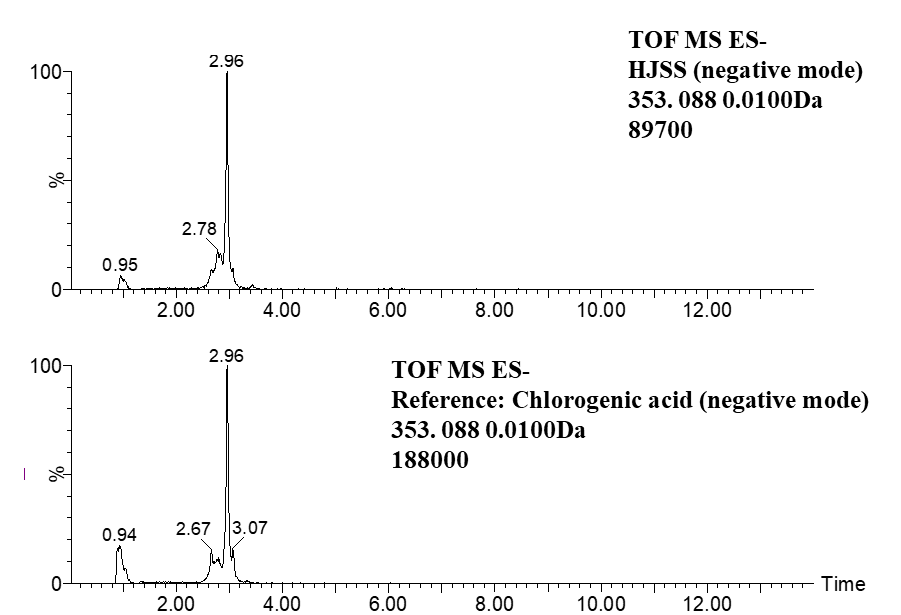 TOF MS ES-
HJSS (negative mode)
353. 088 0.0100Da
89700
100
%
0
2.96
2.78
0.95
2.00 4.00 6.00 8.00 10.00 12.00
TOF MS ES-
Reference: Chlorogenic acid (negative mode)
353. 088 0.0100Da
188000
100
%
0
2.96
2.67
3.07
0.94
Time
2.00 4.00 6.00 8.00 10.00 12.00